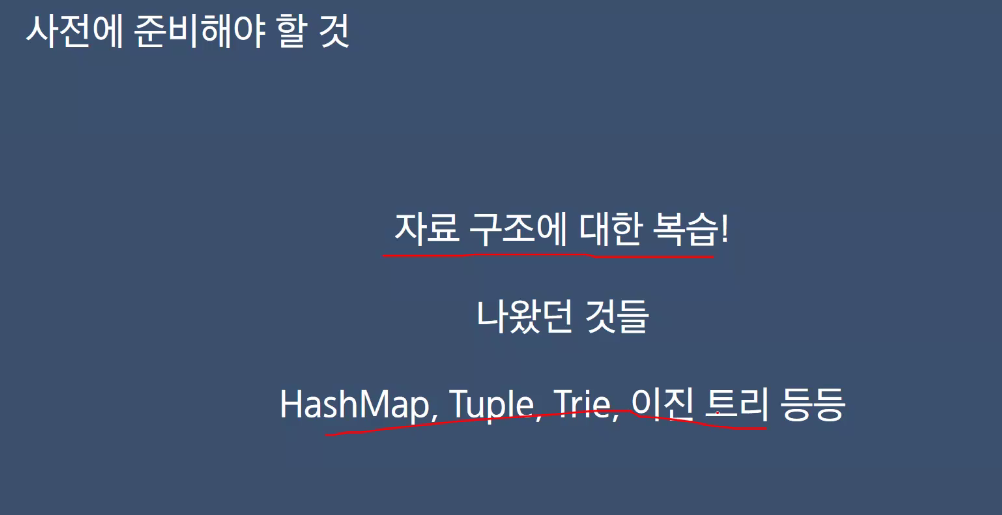 사전에 준비해야 할 것
자료 구조에 대한 복습!
나왔던 것들
HashMap, Tuple, Trie, 이진 트리 등등